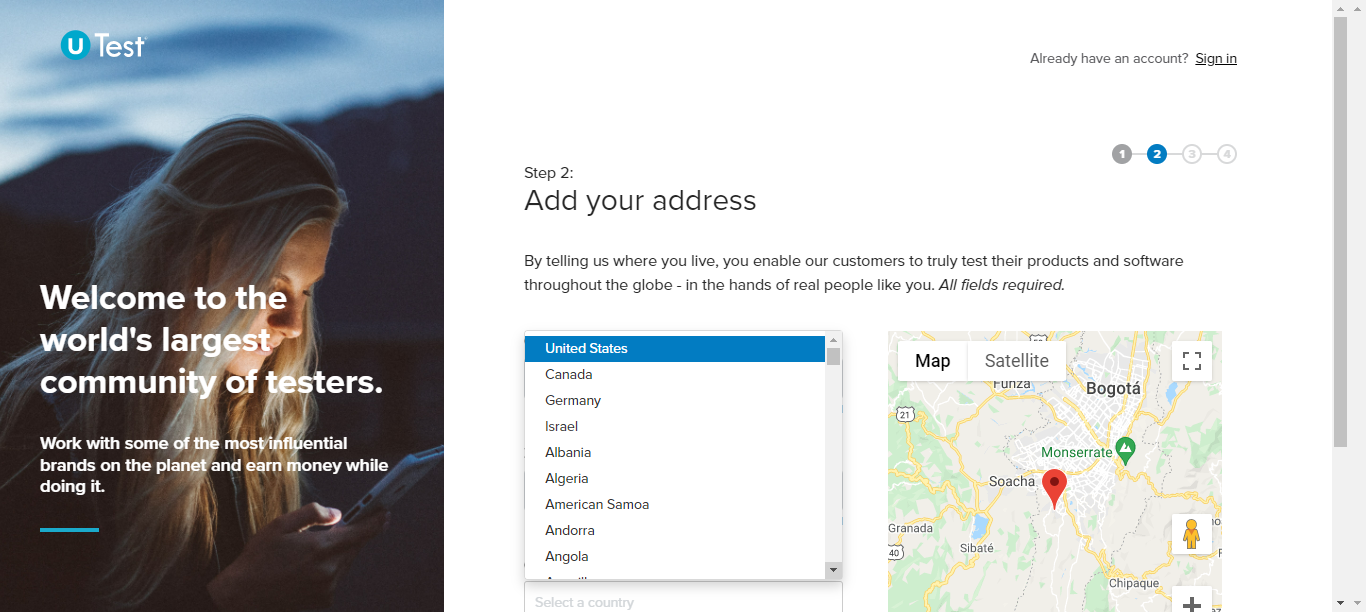 U Test
Already have an account? Sign in
1 2 3 4
Step 2:
Add your address
By telling us where you live, you enable our customers to truly test their products and software
throughout the globe - in the hands of real people like you. All fields required.
Welcome to the
world's largest
community of testers.
Work with some of the most influential
brands on the planet and earn money while
doing it.
United States
Canada
Germany
Israel
Albania
Algeria
American Samoa
Andorra
Angola
Select a country
Map
Satellite
Funza
Bogotá
21
Monserrate
Soacha
Granada
40
Sibaté
Chipaque